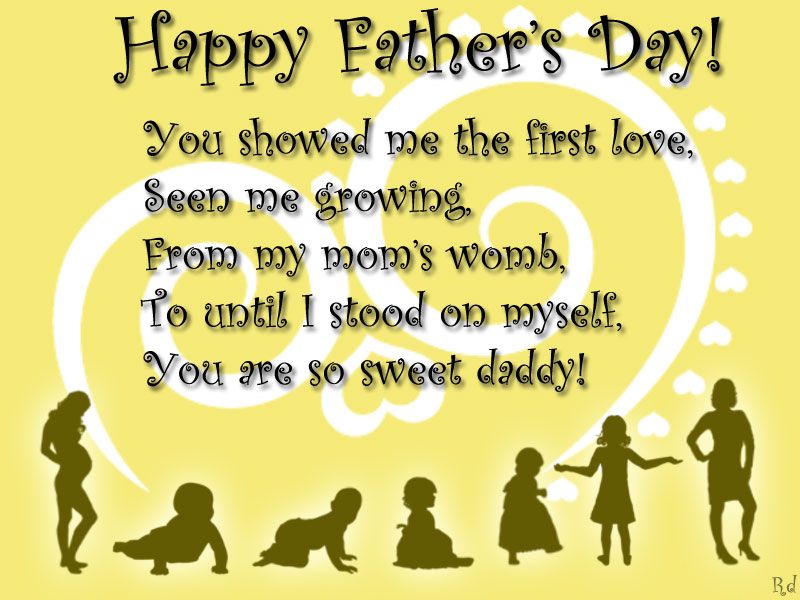 Happy Father's Day!
You showed me the first love,
Seen me growing,
From my mom's womb,
To until I stood on myself,
You are so sweet daddy!
Rd